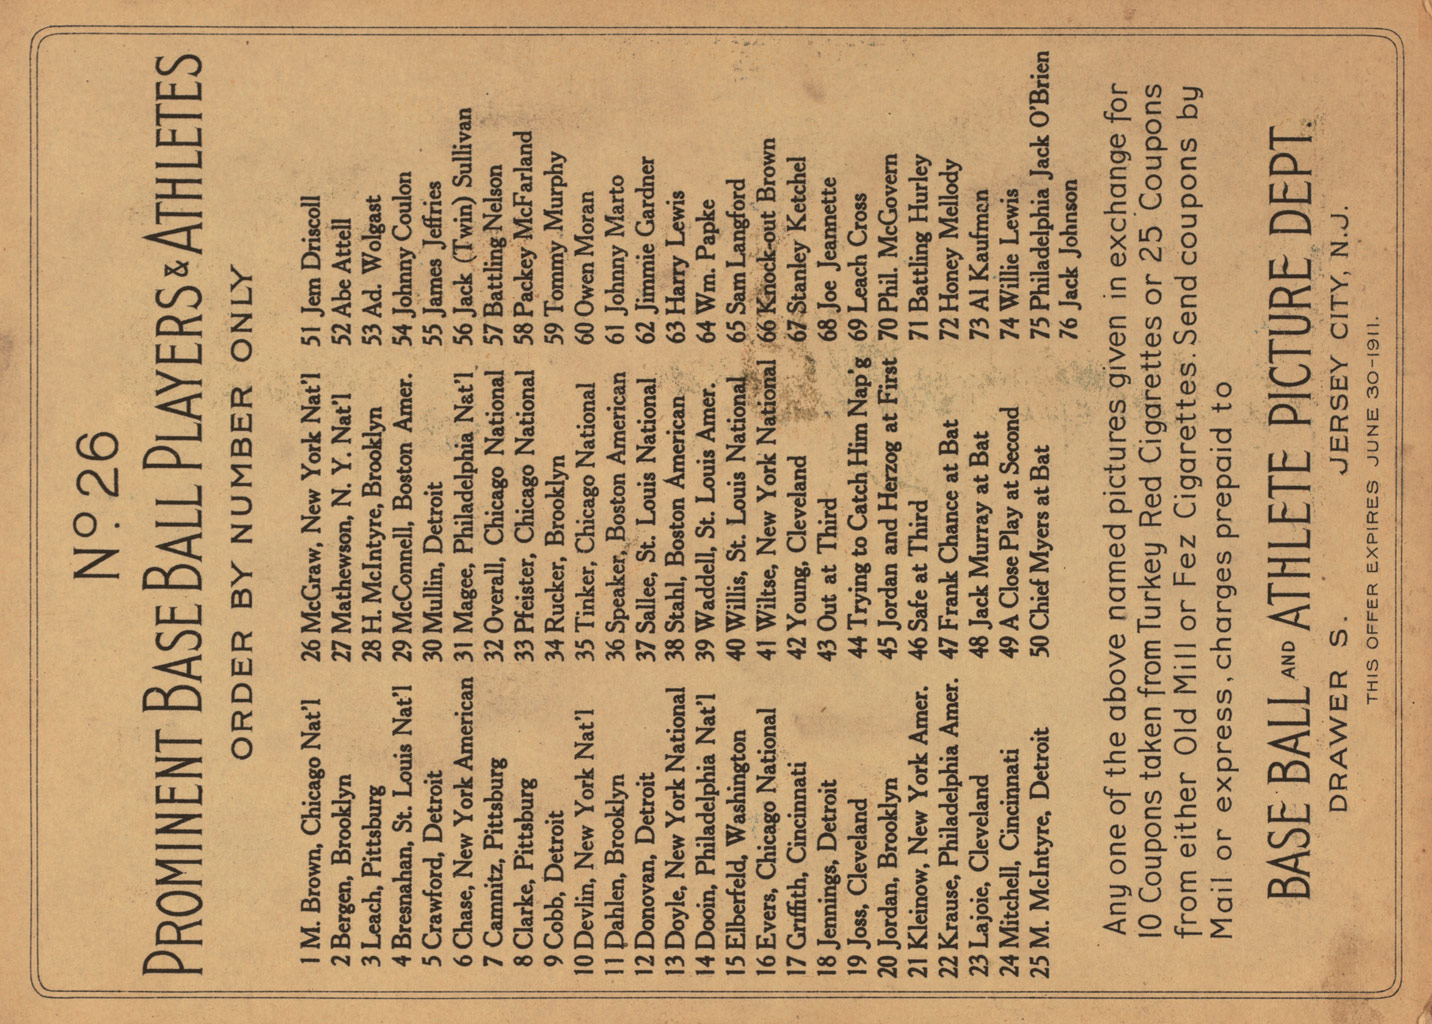 No. 26
PROMINENT BASE BALL PLAYERS & ATHLETES
ORDER BY NUMBER ONLY
1 M. Brown, Chicago Nat'l
2 Bergen, Brooklyn
3 Leach, Pittsburg
4 Bresnahan, St. Louis Nat'l
5 Crawford, Detroit
6 Chase, New York American
7 Camnitz, Pittsburg
8 Clarke, Pittsburg
9 Cobb, Detroit
10 Devlin, New York Nat'l
11 Dahlen, Brooklyn
12 Donovan, Detroit
13 Doyle, New York National
14 Dooin, Philadelphia Nat'l
15 Elberfeld, Washington
16 Evers, Chicago National
17 Griffith, Cincinnati
18 Jennings, Detroit
19 Joss, Cleveland
20 Jordan, Brooklyn
21 Kleinow, New York Amer.
22 Krause, Philadelphia Amer.
23 Lajoie, Cleveland
24 Mitchell, Cincinnati
25 M. McIntyre, Detroit
26 McGraw, New York Nat'l
27 Mathewson, N. Y. Nat'l
28 H. McIntyre, Brooklyn
29 McConnell, Boston Amer.
30 Mullin, Detroit
31 Magee, Philadelphia Nat'l
32 Overall, Chicago National
33 Pfeister, Chicago National
34 Rucker, Brooklyn
35 Tinker, Chicago National
36 Speaker, Boston American
37 Sallee, St. Louis National
38 Stahl, Boston American
39 Waddell, St. Louis Amer.
40 Willis, St. Louis National
41 Wiltse, New York National
42 Young, Cleveland
43 Out at Third
44 Trying to Catch Him Nap'g
45 Jordan and Herzog at First
46 Safe at Third
47 Frank Chance at Bat
48 Jack Murray at Bat
49 A Close Play at Second
50 Chief Myers at Bat
51 Jem Driscoll
52 Abe Attell
53 Ad. Wolgast
54 Johnny Coulon
55 James Jeffries
56 Jack (Twin) Sullivan
57 Battling Nelson
58 Packey McFarland
59 Tommy Murphy
60 Owen Moran
61 Johnny Marto
62 Jimmie Gardner
63 Harry Lewis
64 Wm. Papke
65 Sam Langford
66 Knock-out Brown
67 Stanley Ketchel
68 Joe Jeannette
69 Leach Cross
70 Phil. McGovern
71 Battling Hurley
72 Honey Mellody
73 Al Kaufmen
74 Willie Lewis
75 Philadelphia Jack O'Brien
76 Jack Johnson
Any one of the above named pictures given in exchange for
10 Coupons taken from Turkey Red Cigarettes or 25 Coupons
from either Old Mill or Fez Cigarettes. Send coupons by
Mail or express, charges prepaid to
BASE BALL AND ATHLETE PICTURE DEPT.
DRAWER S. JERSEY CITY, N.J.
THIS OFFER EXPIRES JUNE 30-1911.